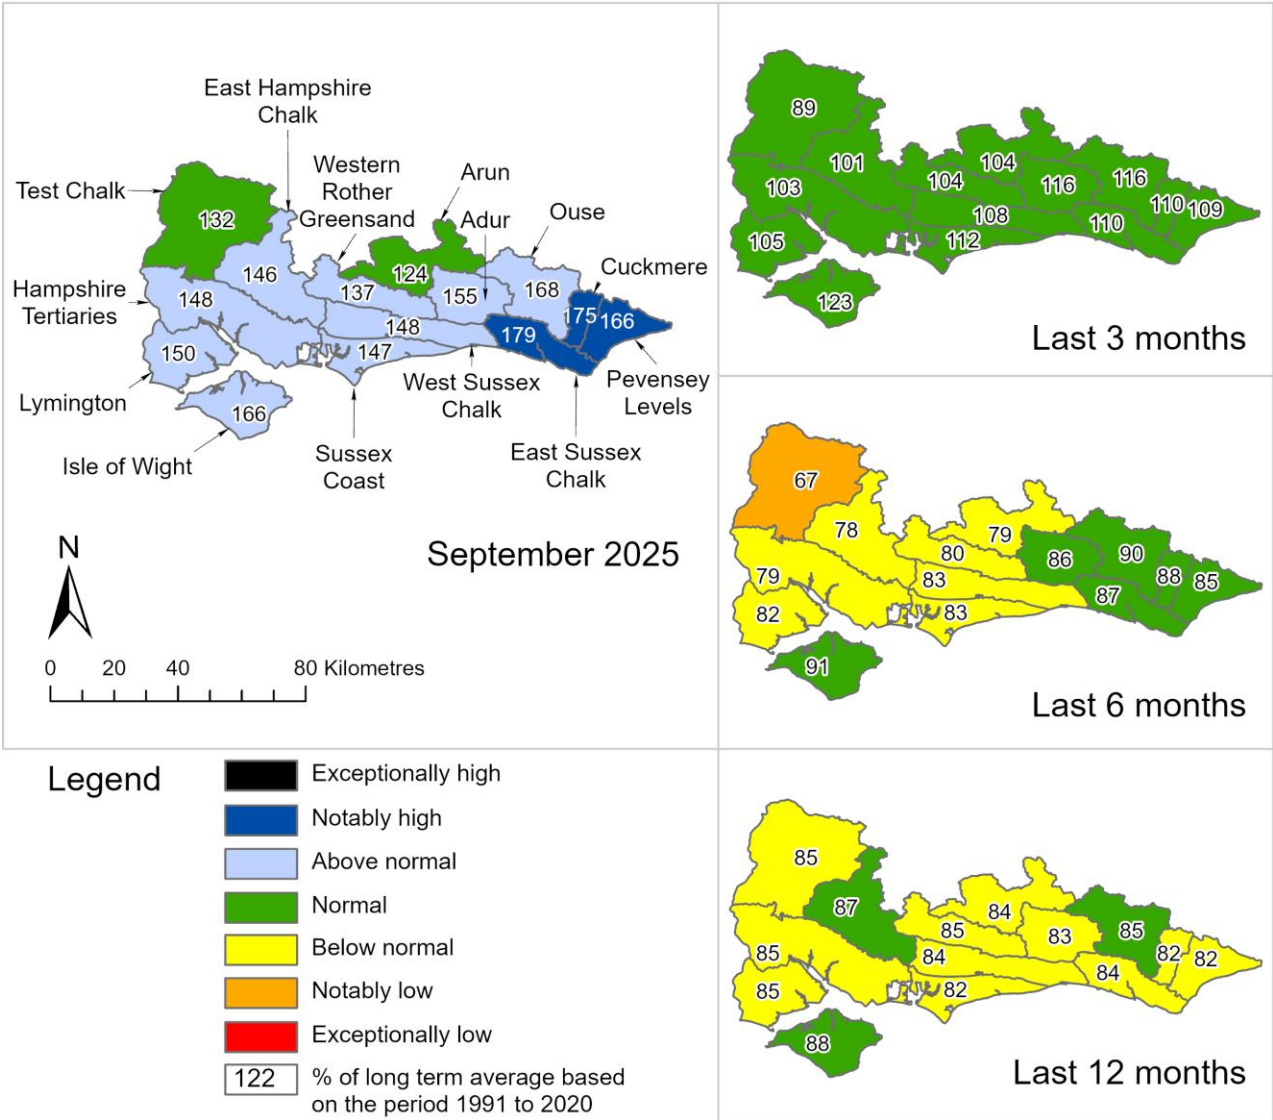 East Hampshire
Chalk
Western
Rother
Greensand
Arun
Adur
Ouse
Cuckmere
Test Chalk
Hampshire
Tertiaries
Lymington
Isle of Wight
Sussex
Coast
West Sussex
Chalk
East Sussex
Chalk
Pevensey
Levels
132
146
148
150
166
137
124
155
168
175
166
148
147
179
September 2025
N
0 20 40 80 Kilometres
89
101
103
105
123
104
104
116
116
110
109
108
112
110
Last 3 months
67
78
79
82
91
80
79
86
90
88
85
83
83
87
Last 6 months
Legend
Exceptionally high
Notably high
Above normal
Normal
Below normal
Notably low
Exceptionally low
122 % of long term average based
on the period 1991 to 2020
85
87
85
85
88
85
84
83
85
82
82
84
82
84
Last 12 months